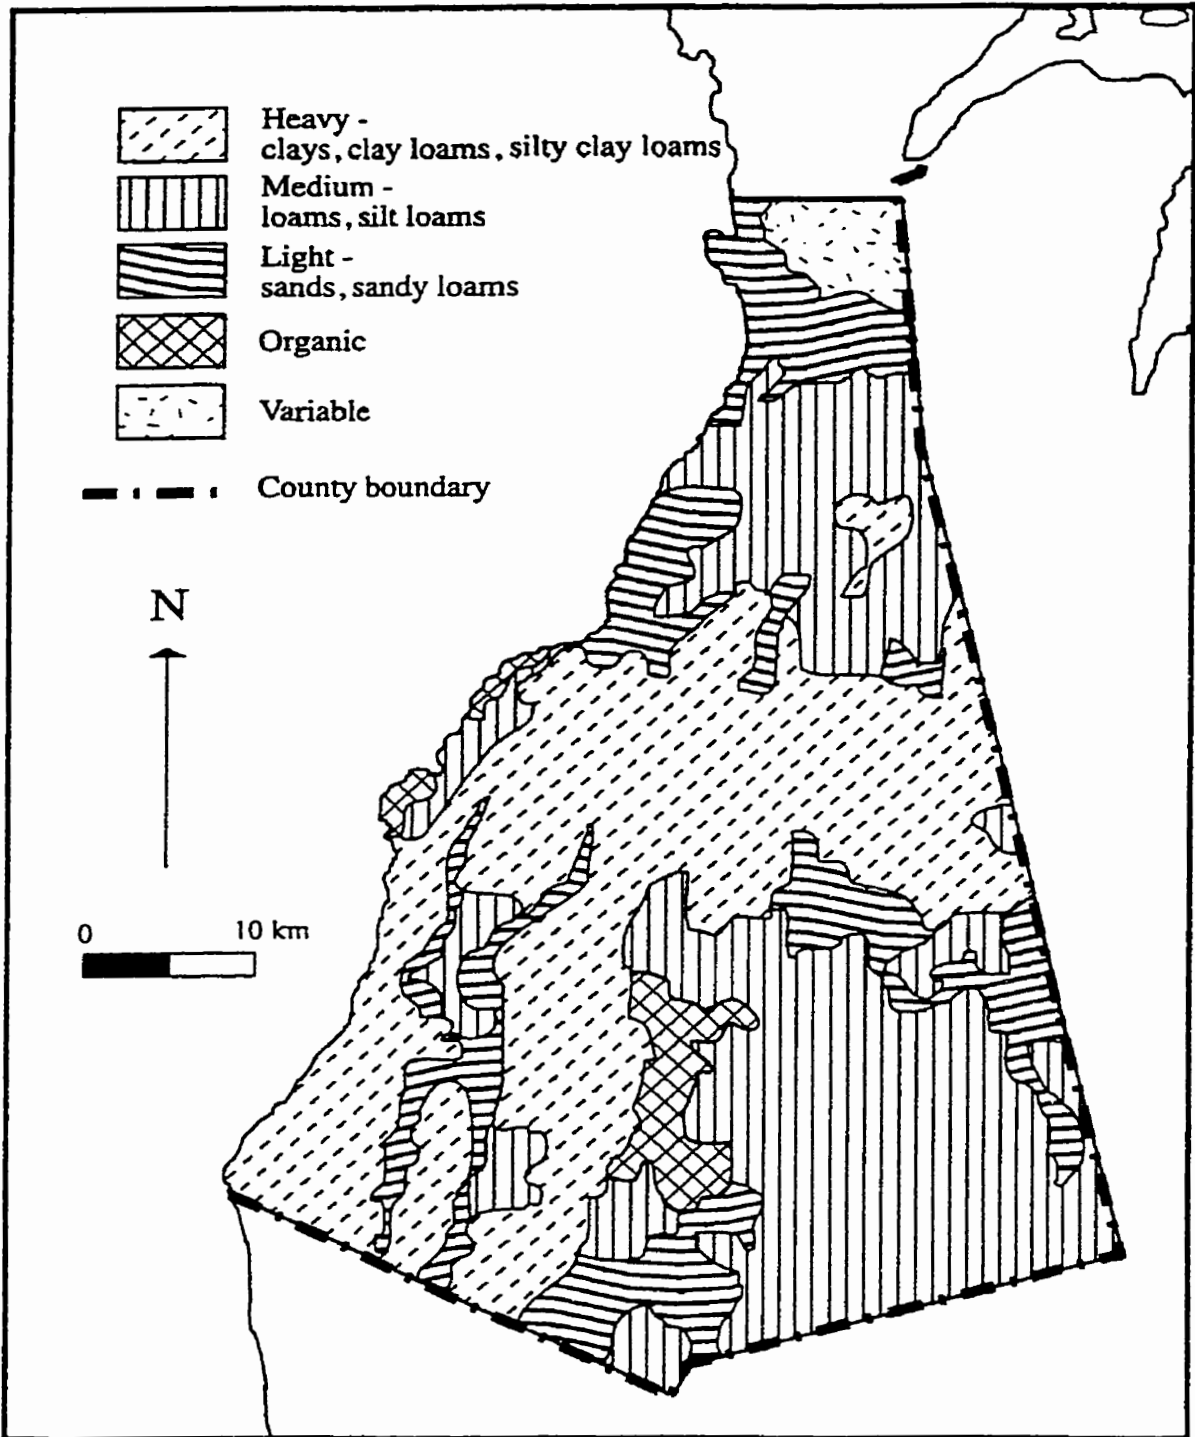 Heavy -
clays, clay loams, silty clay loams
Medium -
loams, silt loams
Light -
sands, sandy loams
Organic
Variable
County boundary
N
0 10 km